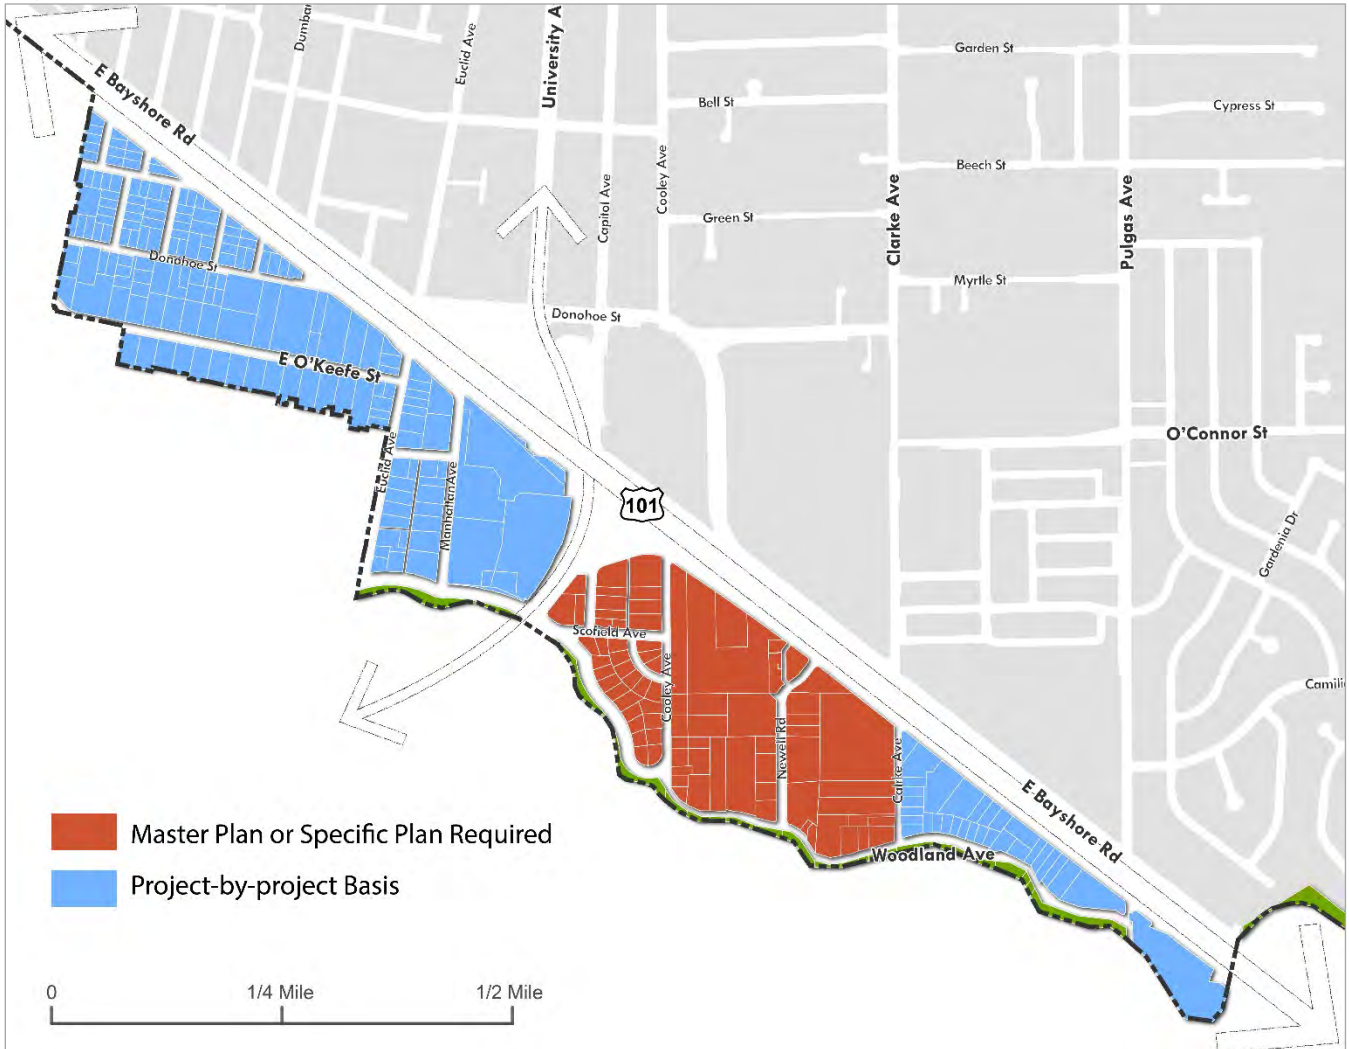 Dumbar
Euclid Ave
University A
Garden St
E Bayshore Rd
Bell St
Cypress St
Cooley Ave
Beech St
Capitol Ave
Clarke Ave
Pulgas Ave
Green St
Donohoe St
Myrtle St
Donohoe St
E O'Keefe St
O'Connor St
Euclid Ave
Manhattan Ave
101
Gardenia Dr
Scofield Ave
Cooley Ave
Camili
Newell Rd
Calrke Ave
E Bayshore Rd
Woodland Ave
Master Plan or Specific Plan Required
Project-by-project Basis
0 1/4 Mile 1/2 Mile